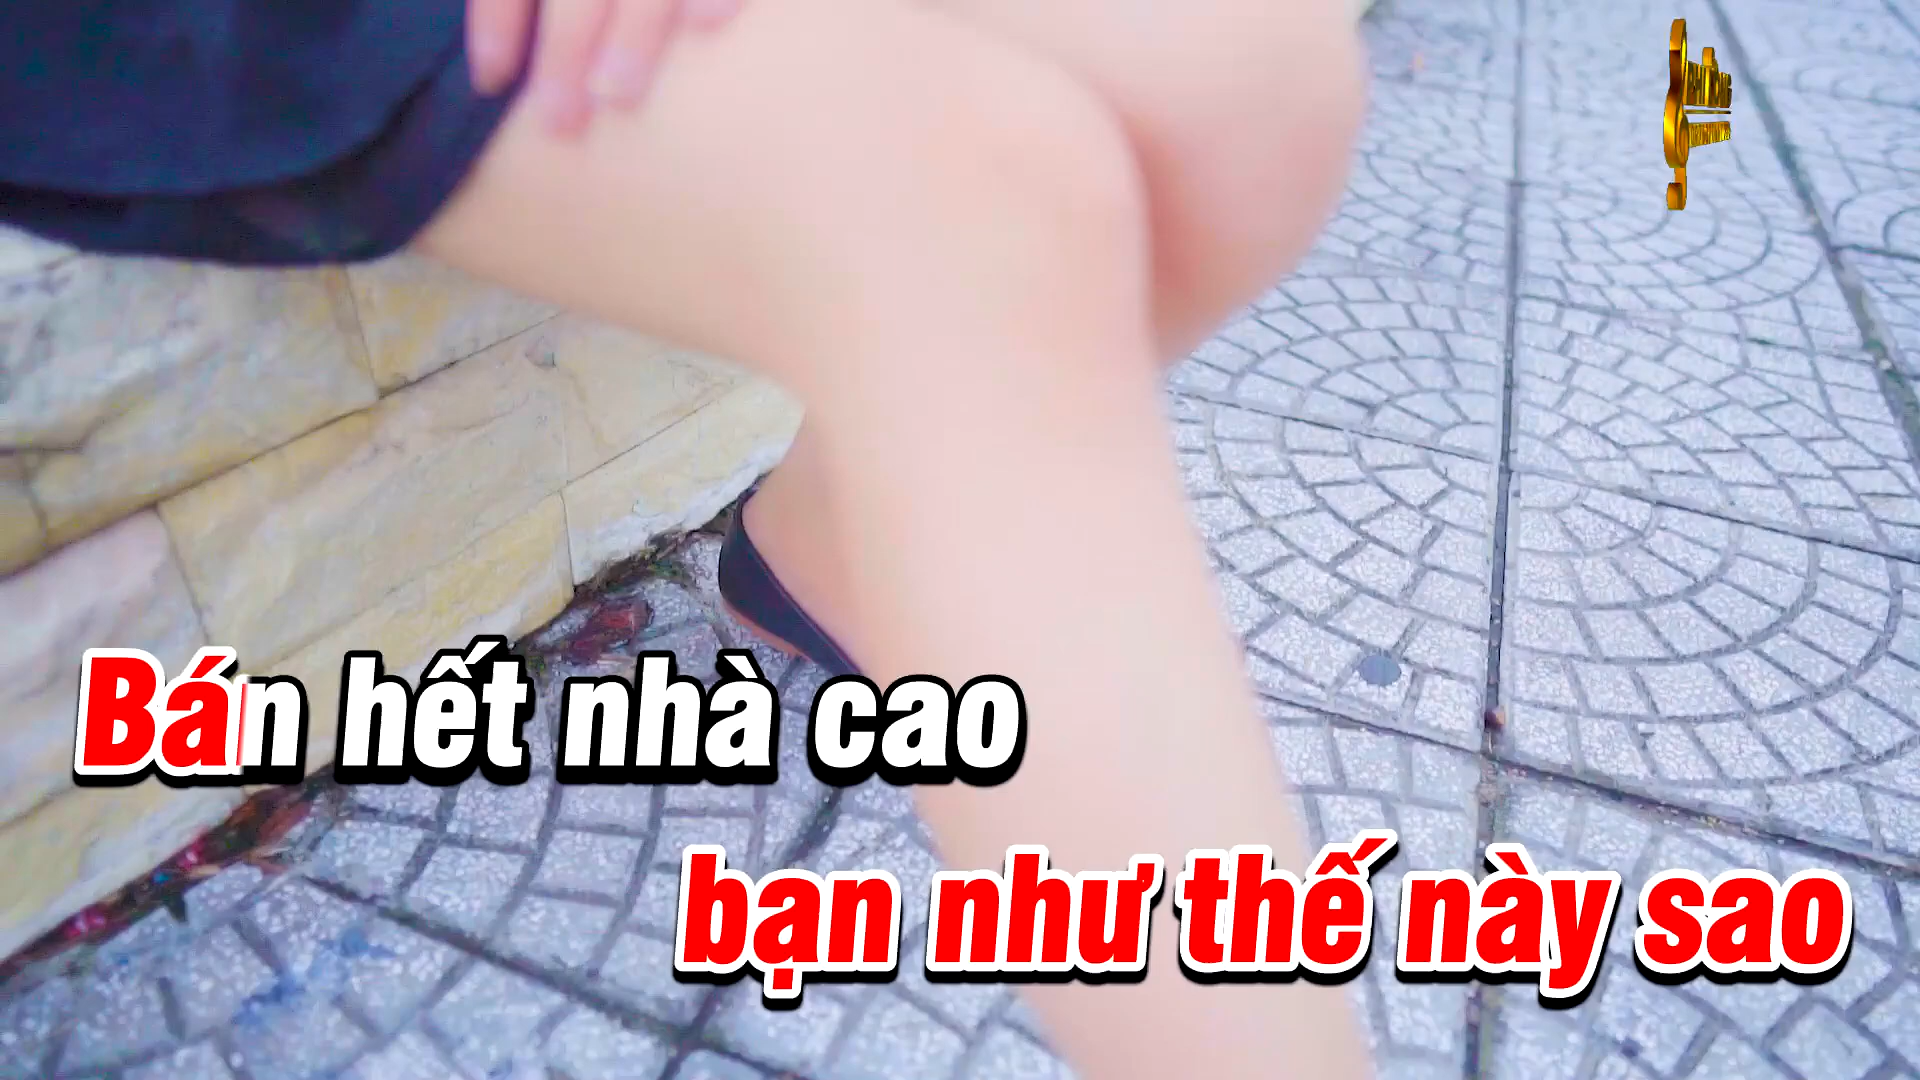 Bán hết nhà cao
bạn như thế này sao